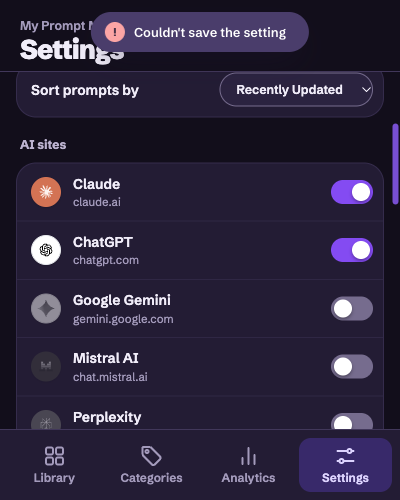 My Prompt
Couldn't save the setting
Settings
Sort prompts by
Recently Updated
AI sites
Claude
claude.ai
ChatGPT
chatgpt.com
Google Gemini
gemini.google.com
Mistral AI
chat.mistral.ai
Perplexity
Library
Categories
Analytics
Settings